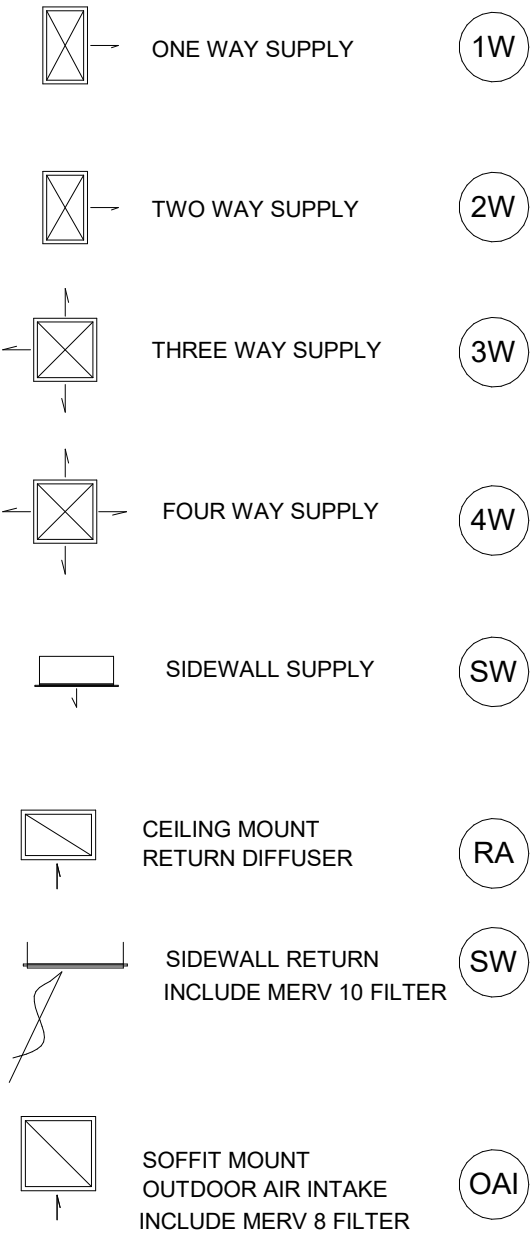 ONE WAY SUPPLY 1W
TWO WAY SUPPLY 2W
THREE WAY SUPPLY 3W
FOUR WAY SUPPLY 4W
SIDEWALL SUPPLY SW
CEILING MOUNT
RETURN DIFFUSER RA
SIDEWALL RETURN SW
INCLUDE MERV 10 FILTER
SOFFIT MOUNT
OUTDOOR AIR INTAKE OAI
INCLUDE MERV 8 FILTER